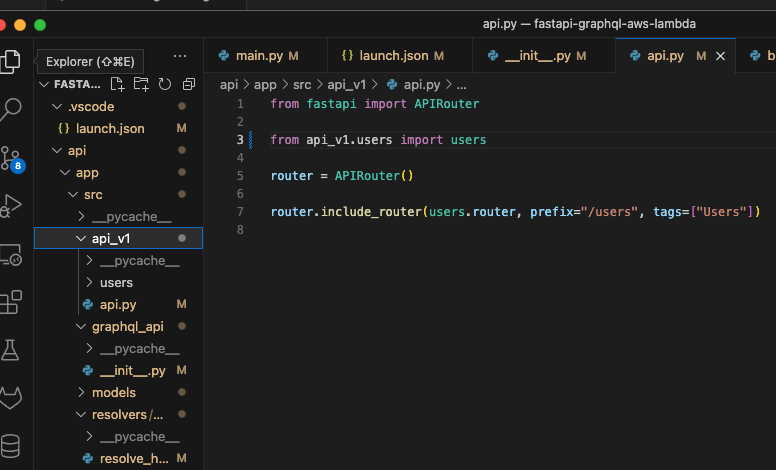 api.py — fastapi-graphql-aws-lambda
Explorer (⇧⌘E)
main.py M
launch.json M
__init__.py M
api.py M
b
FASTA...
api > app > src > api_v1 > api.py > ...
.vscode
launch.json M
api
app
src
__pycache__
api_v1
__pycache__
users
api.py M
graphql_api
__pycache__
__init__.py M
models
resolvers/...
__pycache__
resolve_h... M
8
1 from fastapi import APIRouter
2
3 from api_v1.users import users
4
5 router = APIRouter()
6
7 router.include_router(users.router, prefix="/users", tags=["Users"])
8